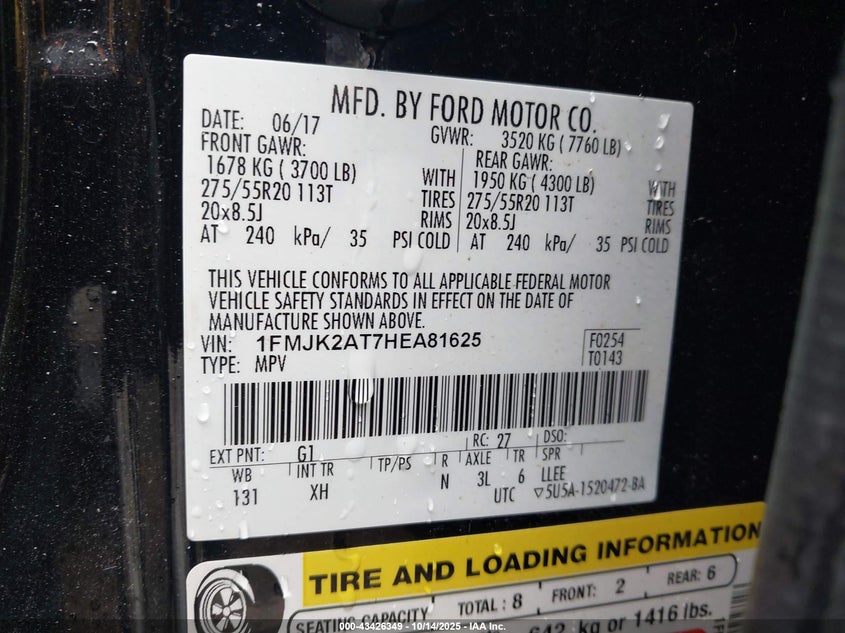 MFD. BY FORD MOTOR CO.
DATE: 06/17 GVWR: 3520 KG ( 7760 LB)
FRONT GAWR: REAR GAWR:
1678 KG ( 3700 LB) WITH 1950 KG ( 4300 LB) WITH
275/55R20 113T TIRES 275/55R20 113T TIRES
20x8.5J RIMS 20x8.5J RIMS
AT 240 kPa/ 35 PSI COLD AT 240 kPa/ 35 PSI COLD
THIS VEHICLE CONFORMS TO ALL APPLICABLE FEDERAL MOTOR
VEHICLE SAFETY STANDARDS IN EFFECT ON THE DATE OF
MANUFACTURE SHOWN ABOVE.
VIN: 1FMJK2AT7HEA81625 F0254
TYPE: MPV T0143
EXT PNT: G1 RC: 27 DSO:
WB INT TR TP/PS R AXLE TR SPR
131 XH N 3L 6 LLEE
UTC ▽5U5A-1520472-BA
TIRE AND LOADING INFORMATION
SEATING CAPACITY TOTAL: 8 FRONT: 2 REAR: 6
642 kg or 1416 lbs.
000-43426349 - 10/14/2025 - IAA Inc.